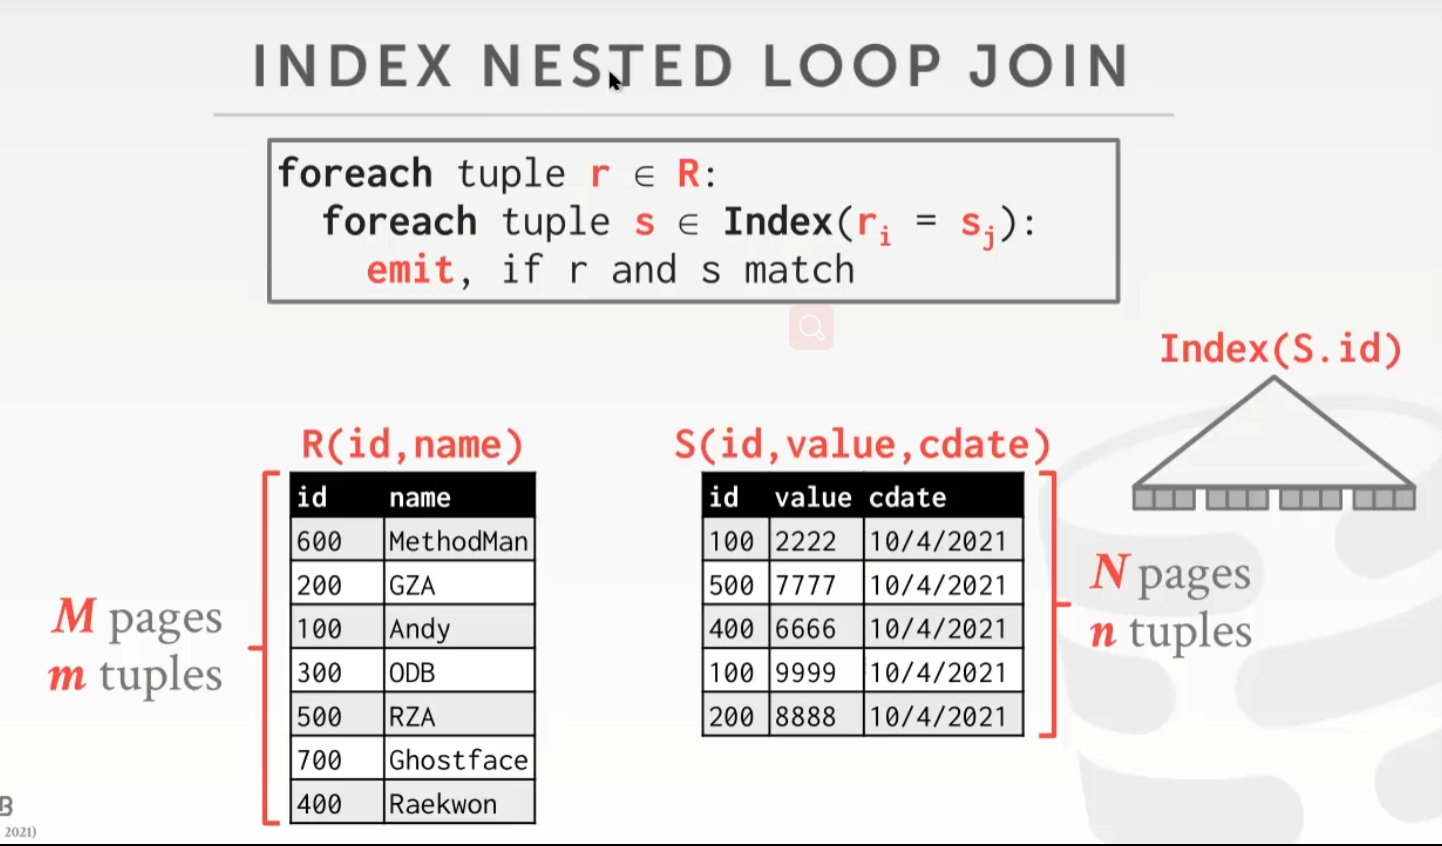 INDEX NESTED LOOP JOIN
foreach tuple r ∈ R:
foreach tuple s ∈ Index(rᵢ = sⱼ):
emit, if r and s match
Index(S.id)
R(id,name)
id name
600 MethodMan
200 GZA
100 Andy
300 ODB
500 RZA
700 Ghostface
400 Raekwon
M pages
m tuples
S(id,value,cdate)
id value cdate
100 2222 10/4/2021
500 7777 10/4/2021
400 6666 10/4/2021
100 9999 10/4/2021
200 8888 10/4/2021
N pages
n tuples
2021)